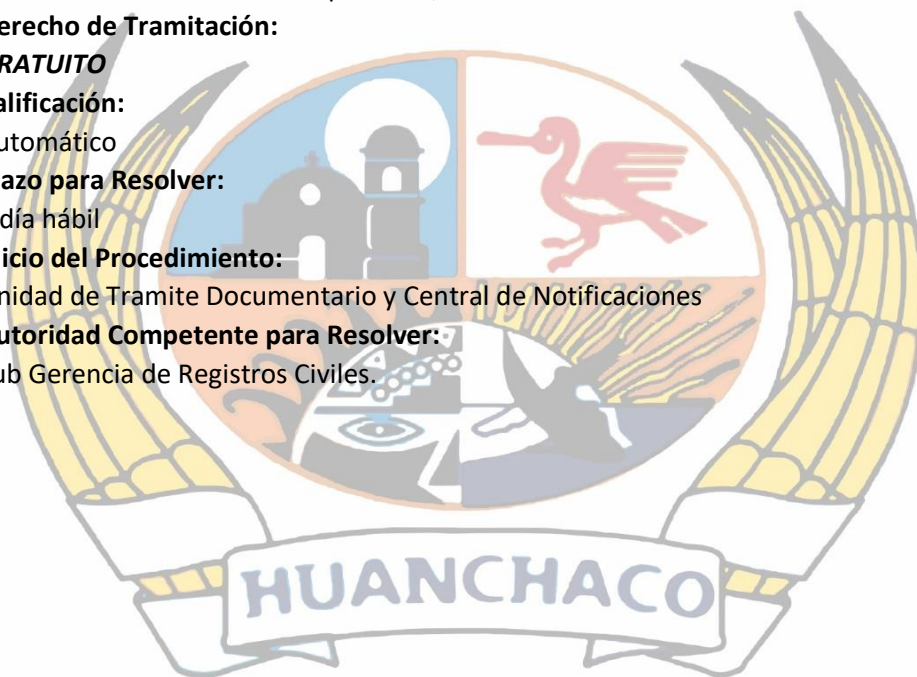 erecho de Tramitación:
RATUITO
alificación:
utomático
azo para Resolver:
día hábil
icio del Procedimiento:
nidad de Tramite Documentario y Central de Notificaciones
utoridad Competente para Resolver:
ub Gerencia de Registros Civiles.
HUANCHACO